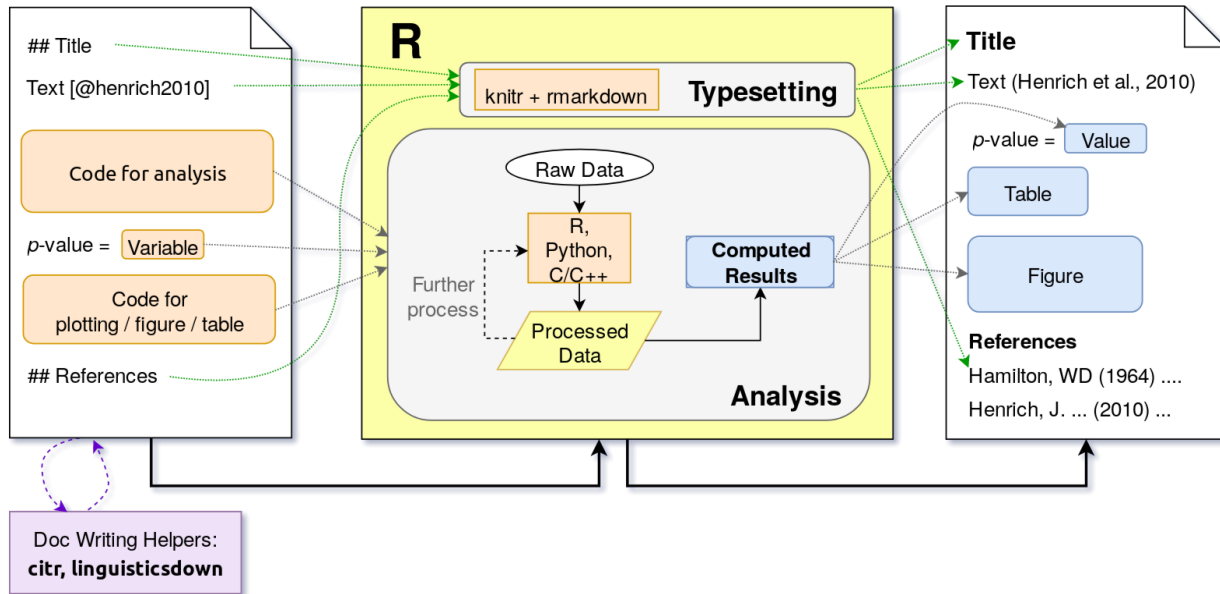 ## Title
Text [@henrich2010]
Code for analysis
p-value = Variable
Code for
plotting / figure / table
## References
Doc Writing Helpers:
citr, linguisticsdown
R
knitr + rmarkdown
Typesetting
Raw Data
R,
Python,
C/C++
Further
process
Processed
Data
Computed
Results
Analysis
Title
Text (Henrich et al., 2010)
p-value = Value
Table
Figure
References
Hamilton, WD (1964) ....
Henrich, J. ... (2010) ...